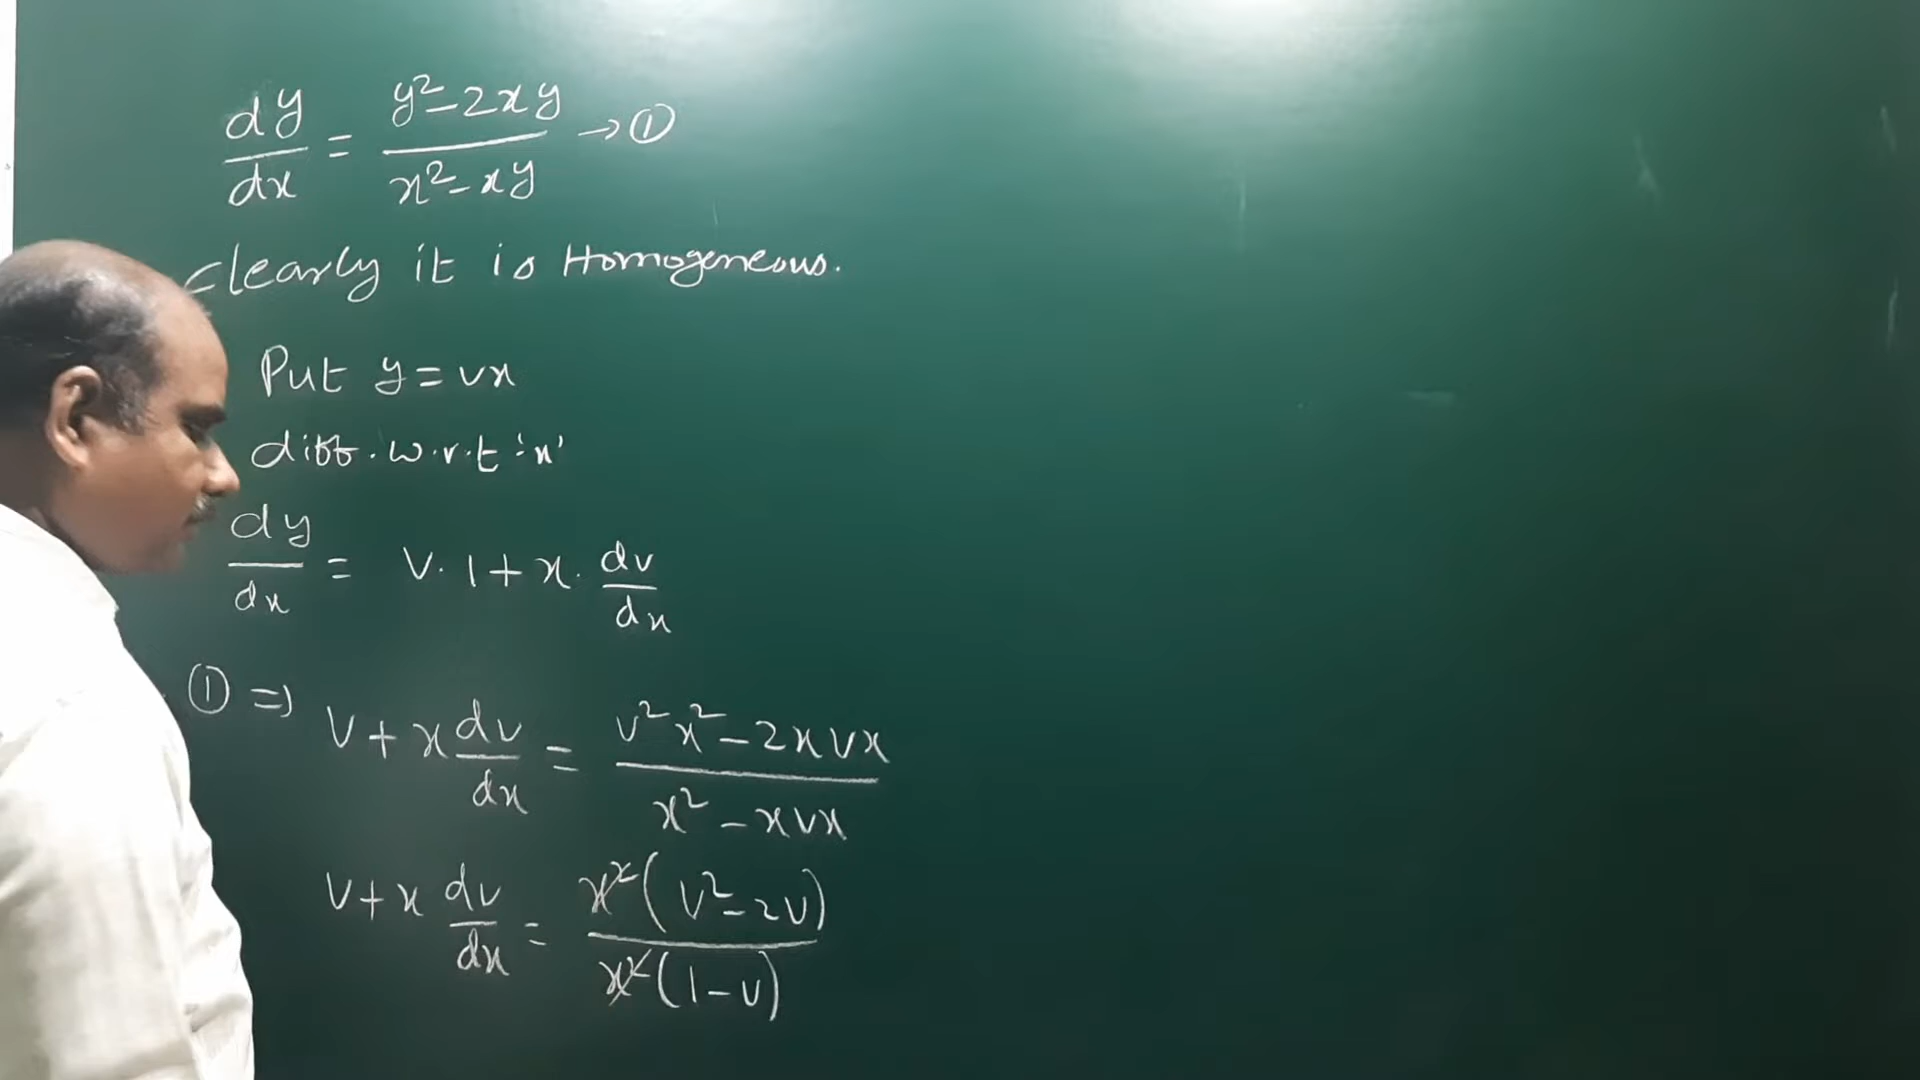 dy/dx = y²-2xy / x²-xy → ①
clearly it is Homogeneous.
Put y = vx
diff. w.r.t 'x'
dy/dx = v·1 + x·dv/dx
① ⇒ v + x dv/dx = v²x² - 2xvx / x² - xvx
v + x dv/dx = x²(v²-2v) / x²(1-v)